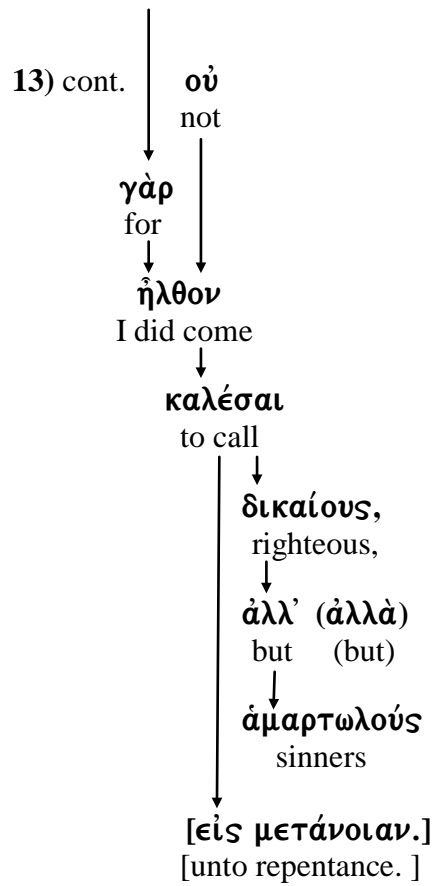 13) cont. οὐ
not
γὰρ
for
ἦλθον
I did come
καλέσαι
to call
δικαίους,
righteous,
ἀλλ’ (ἀλλὰ)
but (but)
ἁμαρτωλούς
sinners
[εἰς μετάνοιαν.]
[unto repentance. ]